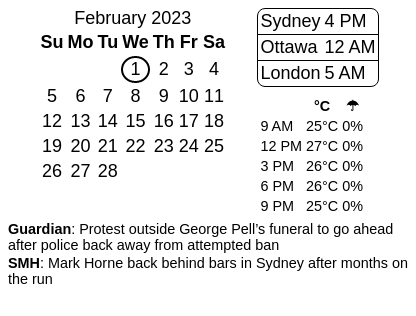 February 2023
Su Mo Tu We Th Fr Sa
1 2 3 4
5 6 7 8 9 10 11
12 13 14 15 16 17 18
19 20 21 22 23 24 25
26 27 28
Sydney 4 PM
Ottawa 12 AM
London 5 AM
°C ☂
9 AM 25°C 0%
12 PM 27°C 0%
3 PM 26°C 0%
6 PM 26°C 0%
9 PM 25°C 0%
Guardian: Protest outside George Pell’s funeral to go ahead
after police back away from attempted ban
SMH: Mark Horne back behind bars in Sydney after months on
the run